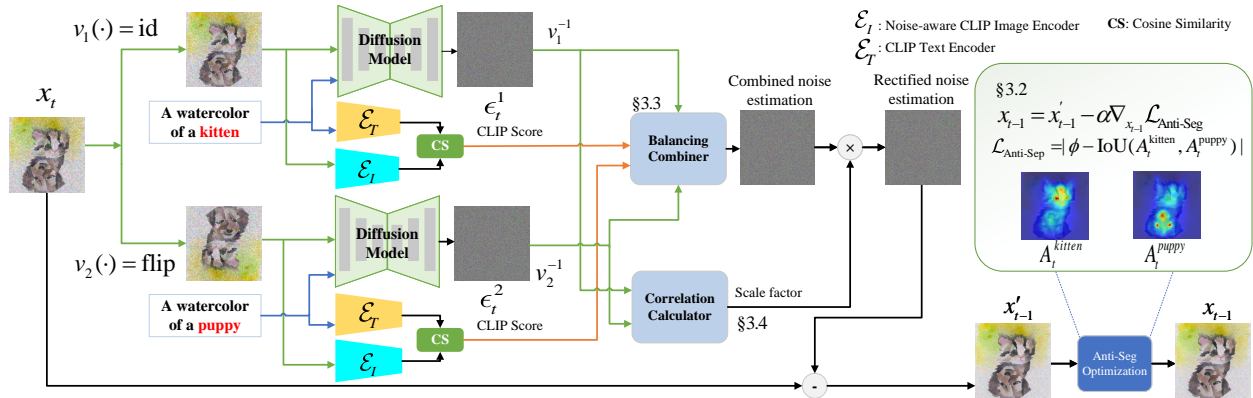 v₁(·) = id
x_t
A watercolor
of a kitten
v₂(·) = flip
A watercolor
of a puppy
Diffusion
Model
ℰ_T
ℰ_I
CS
ϵ_t^1
CLIP Score
v₁^{-1}
Diffusion
Model
ℰ_T
ℰ_I
CS
ϵ_t^2
CLIP Score
v₂^{-1}
§3.3
Balancing
Combiner
Correlation
Calculator
Scale factor
§3.4
Combined noise
estimation
×
Rectified noise
estimation
-
ℰ_I : Noise-aware CLIP Image Encoder
CS: Cosine Similarity
ℰ_T : CLIP Text Encoder
§3.2
x_{t-1} = x'_{t-1} − α∇_{x_{t-1}} ℒ_{Anti-Seg}
ℒ_{Anti-Sep} = | ϕ − IoU(A_t^{kitten}, A_t^{puppy}) |
A_t^{kitten}
A_t^{puppy}
x'_{t-1}
Anti-Seg
Optimization
x_{t-1}